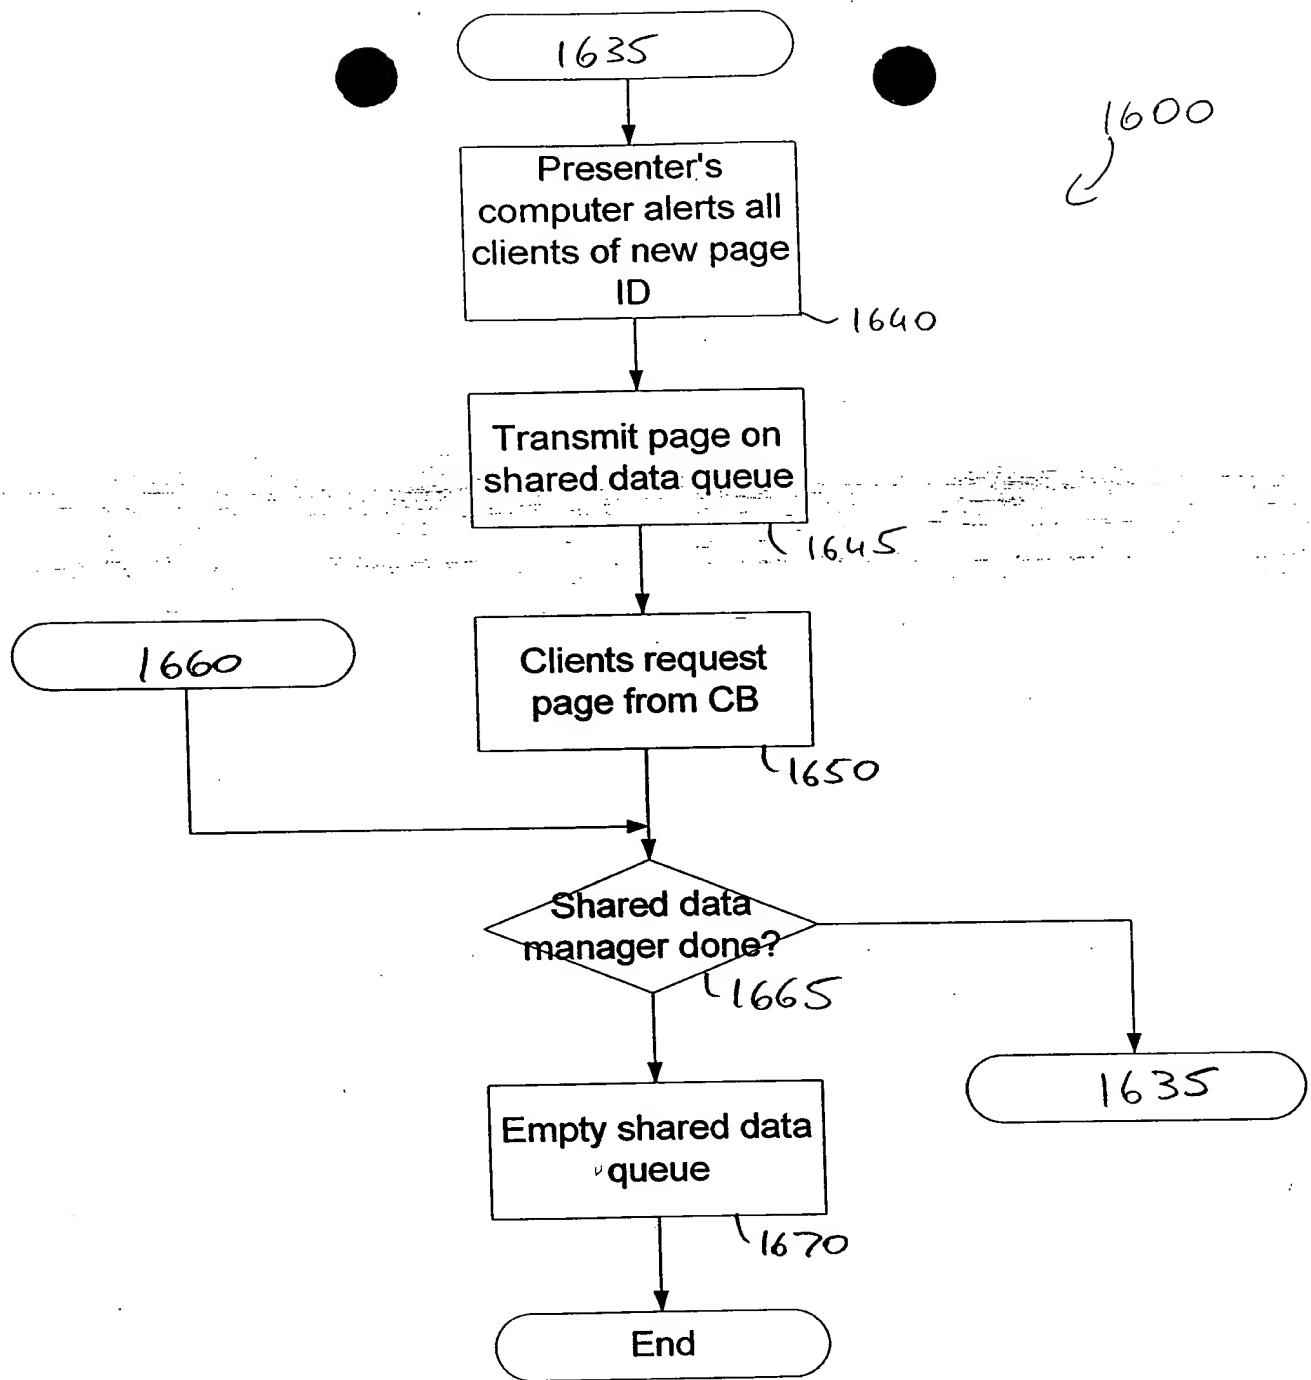 1635
1600
Presenter's
computer alerts all
clients of new page
ID
1640
Transmit page on
shared data queue
1645
1660
Clients request
page from CB
1650
Shared data
manager done?
1665
1635
Empty shared data
queue
1670
End